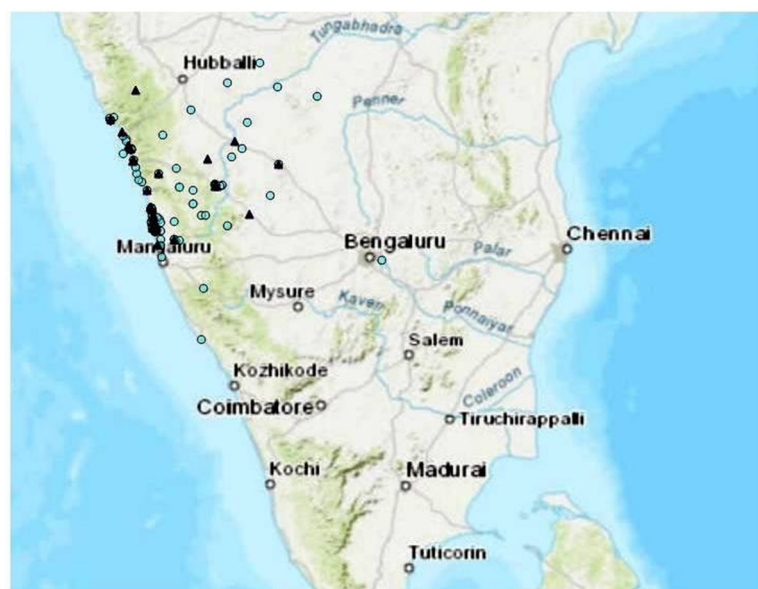 Tungabhadra
Hubballi
Penner
Mangaluru
Bengaluru
Chennai
Palar
Mysure
Kaveri
Ponnaiyar
Salem
Kozhikode
Coleroon
Coimbatore
Tiruchirappalli
Kochi
Madurai
Tuticorin